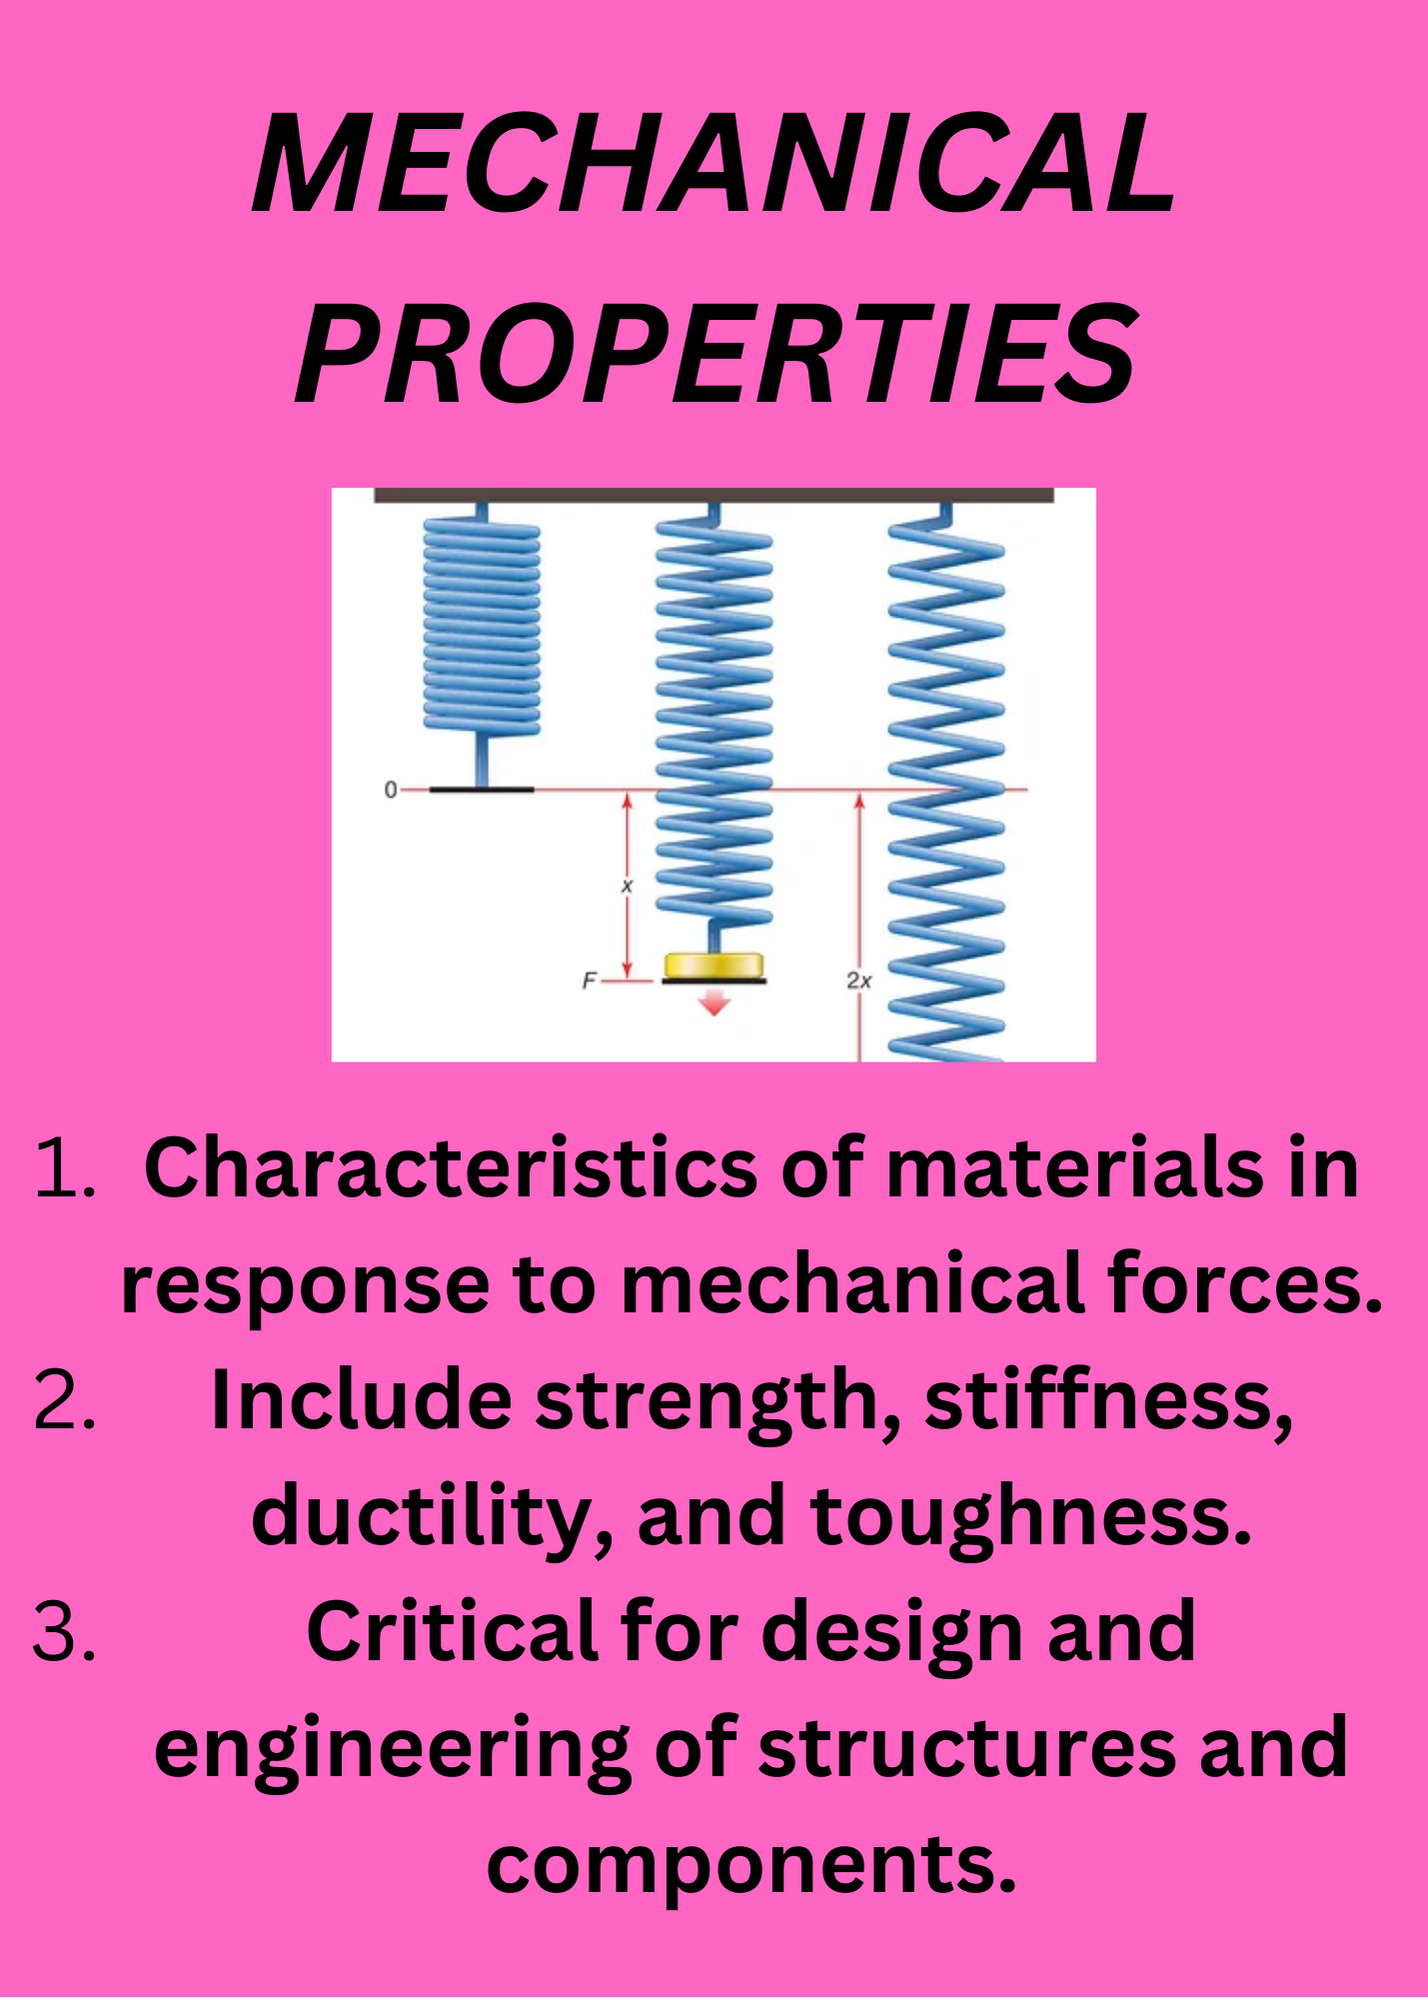 MECHANICAL
PROPERTIES
0
x
F
2x
1. Characteristics of materials in
response to mechanical forces.
2. Include strength, stiffness,
ductility, and toughness.
3. Critical for design and
engineering of structures and
components.